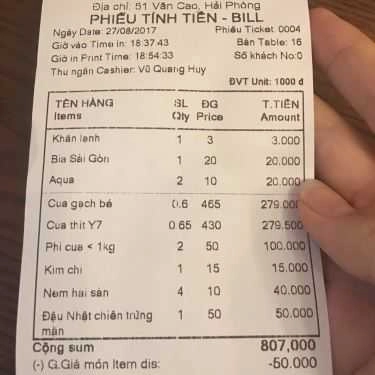 Địa chỉ: 51 Văn Cao, Hải Phòng
PHIẾU TÍNH TIỀN - BILL
Ngày Date: 27/08/2017 Phiếu Ticket: 0004
Giờ vào Time in: 18:37:43 Bàn Table: 16
Giờ in Print Time: 18:54:33 Số khách No:0
Thu ngân Cashier: Vũ Quang Huy
ĐVT Unit: 1000 đ
TÊN HÀNG SL ĐG T.TIỀN
Items Qty Price Amount
Khăn lạnh 1 3 3.000
Bia Sài Gòn 1 20 20.000
Aqua 2 10 20.000
Cua gạch bé 0.6 465 279.000
Cua thịt Y7 0.65 430 279.500
Phí cua < 1kg 2 50 100.000
Kim chi 1 15 15.000
Nem hải sản 4 10 40.000
Đậu Nhật chiên trứng 1 50 50.000
mặn
Cộng sum 807,000
(-) G.Giá món Item dis: -50.000